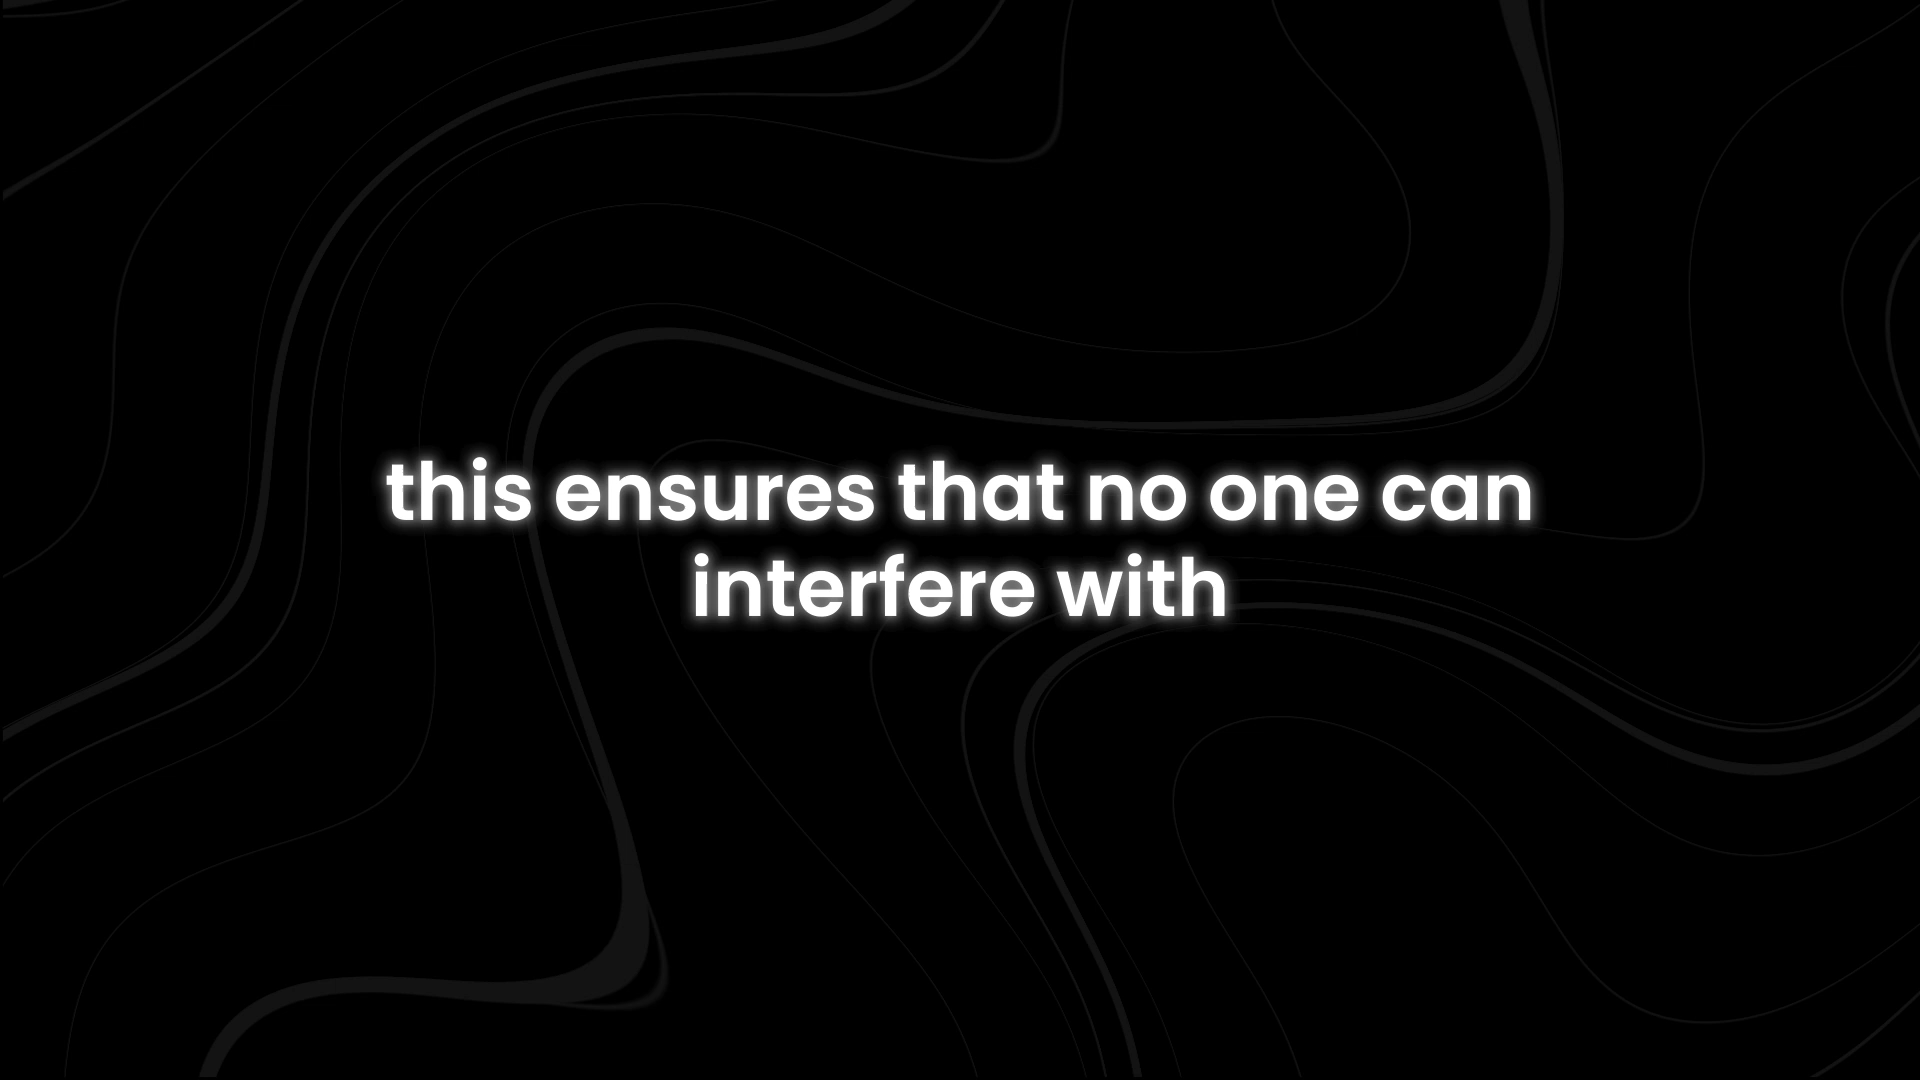 this ensures that no one can
interfere with